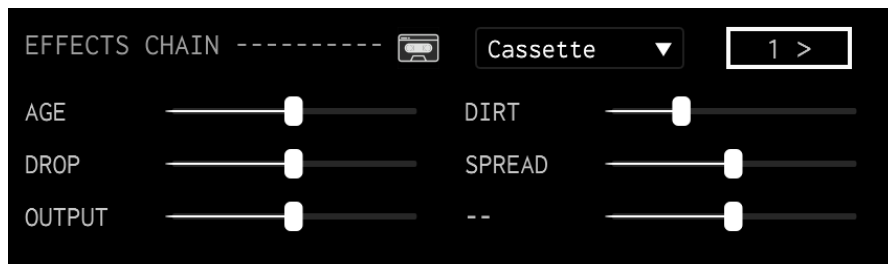 EFFECTS CHAIN ---------- Cassette ▼ 1 >
AGE DIRT
DROP SPREAD
OUTPUT --